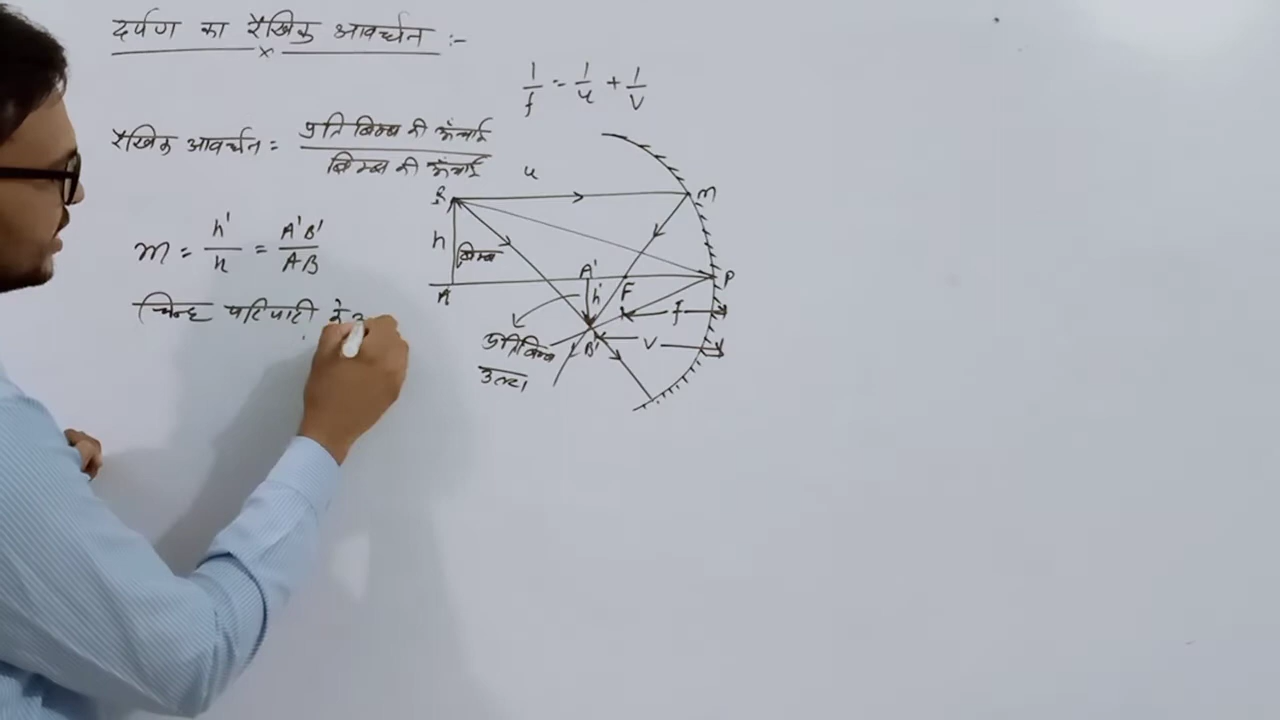 दर्पण का रैखिक आवर्धन :-
1/f = 1/u + 1/v
रैखिक आवर्धन = प्रतिबिम्ब की ऊंचाई / बिम्ब की ऊंचाई
u
B
M
h
बिम्ब
A
A'
h'
F
P
f
v
B'
m = h'/h = A'B'/AB
चिन्ह परिपाटी से
प्रतिबिम्ब
उल्टा